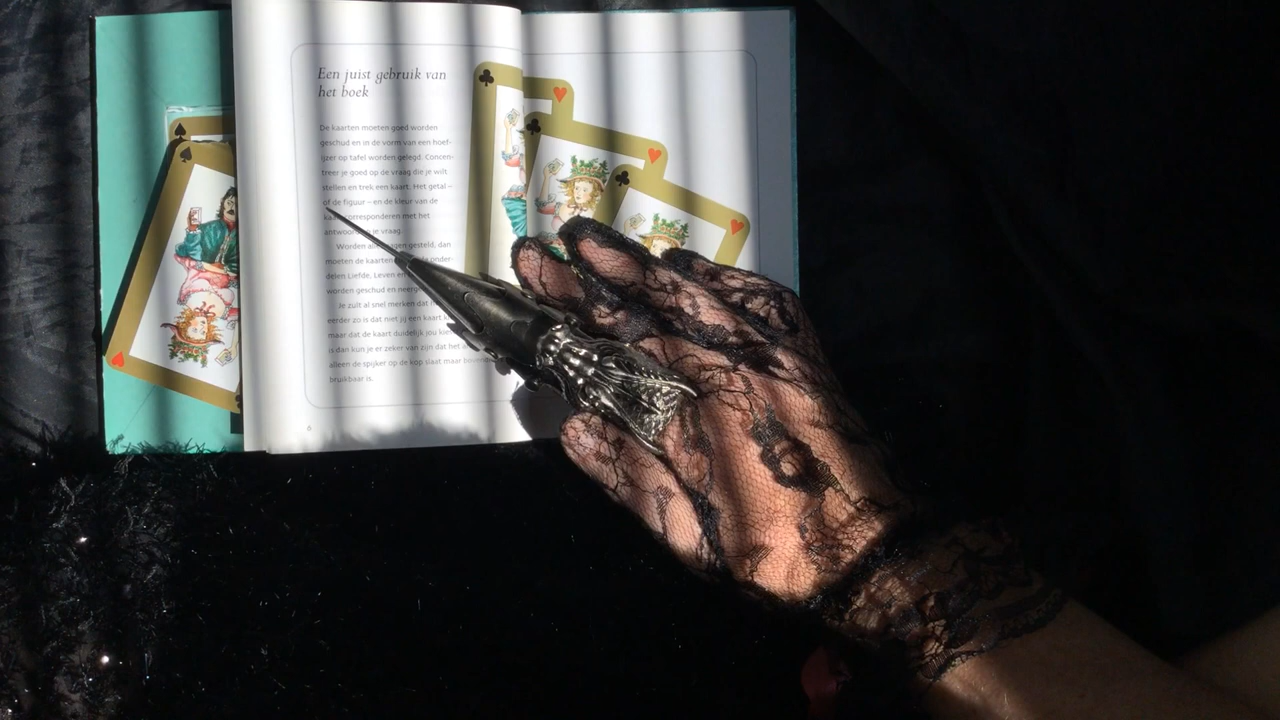 Een juist gebruik van
het boek
De kaarten moeten goed worden
geschud en in de vorm van een hoef-
ijzer op tafel worden gelegd. Concen-
treer je goed op de vraag die je wilt
stellen en trek een kaart. Het getal –
of de figuur – en de kleur van de
corresponderen met het
je vraag.
Worden gesteld, dan
moeten de kaarten
delen Liefde, Leven en
worden geschud en
Je zult al snel merken dat
eerder zo is dat niet jij een kaart
maar dat de kaart duidelijk jou
is dan kun je er zeker van zijn dat het
alleen de spijker op de kop slaat maar
bruikbaar is.